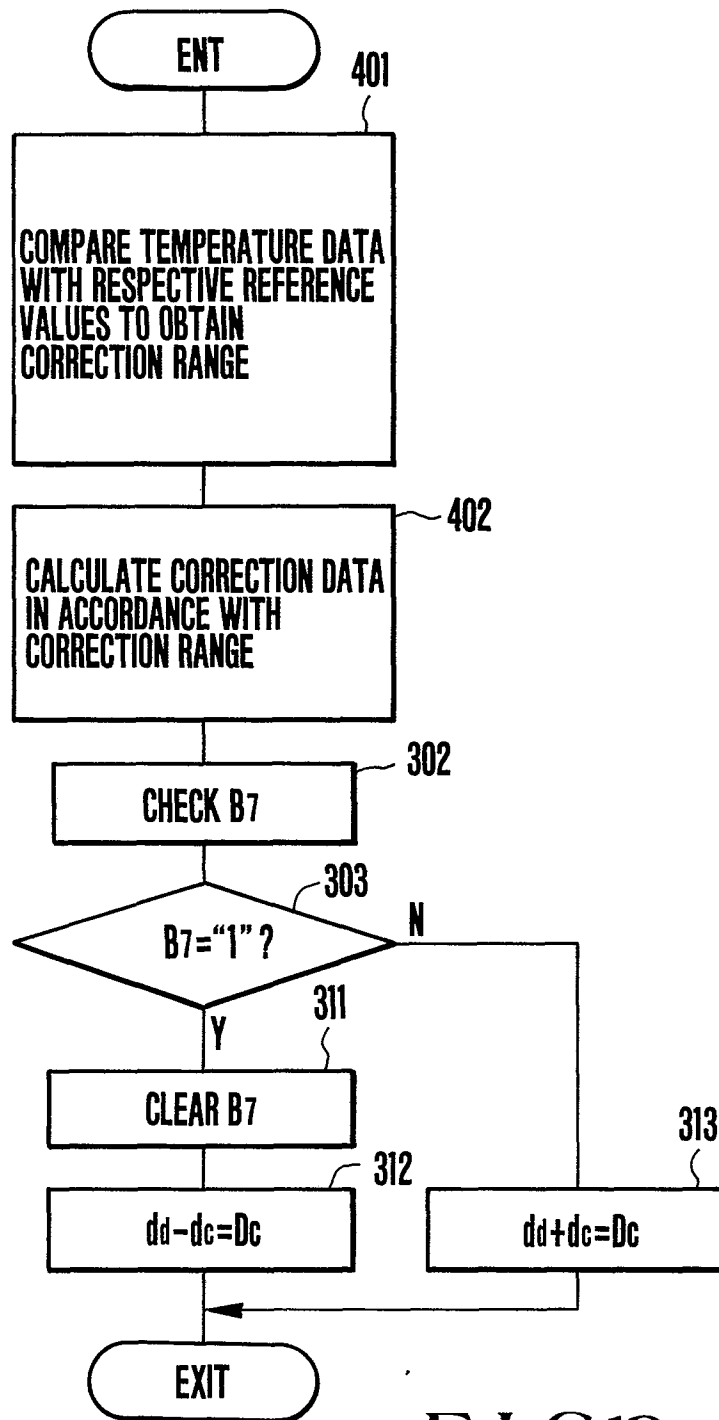 ENT
401
COMPARE TEMPERATURE DATA
WITH RESPECTIVE REFERENCE
VALUES TO OBTAIN
CORRECTION RANGE
402
CALCULATE CORRECTION DATA
IN ACCORDANCE WITH
CORRECTION RANGE
302
CHECK B7
303
B7="1"?
N
Y
311
CLEAR B7
312
dd-dc=Dc
313
dd+dc=Dc
EXIT